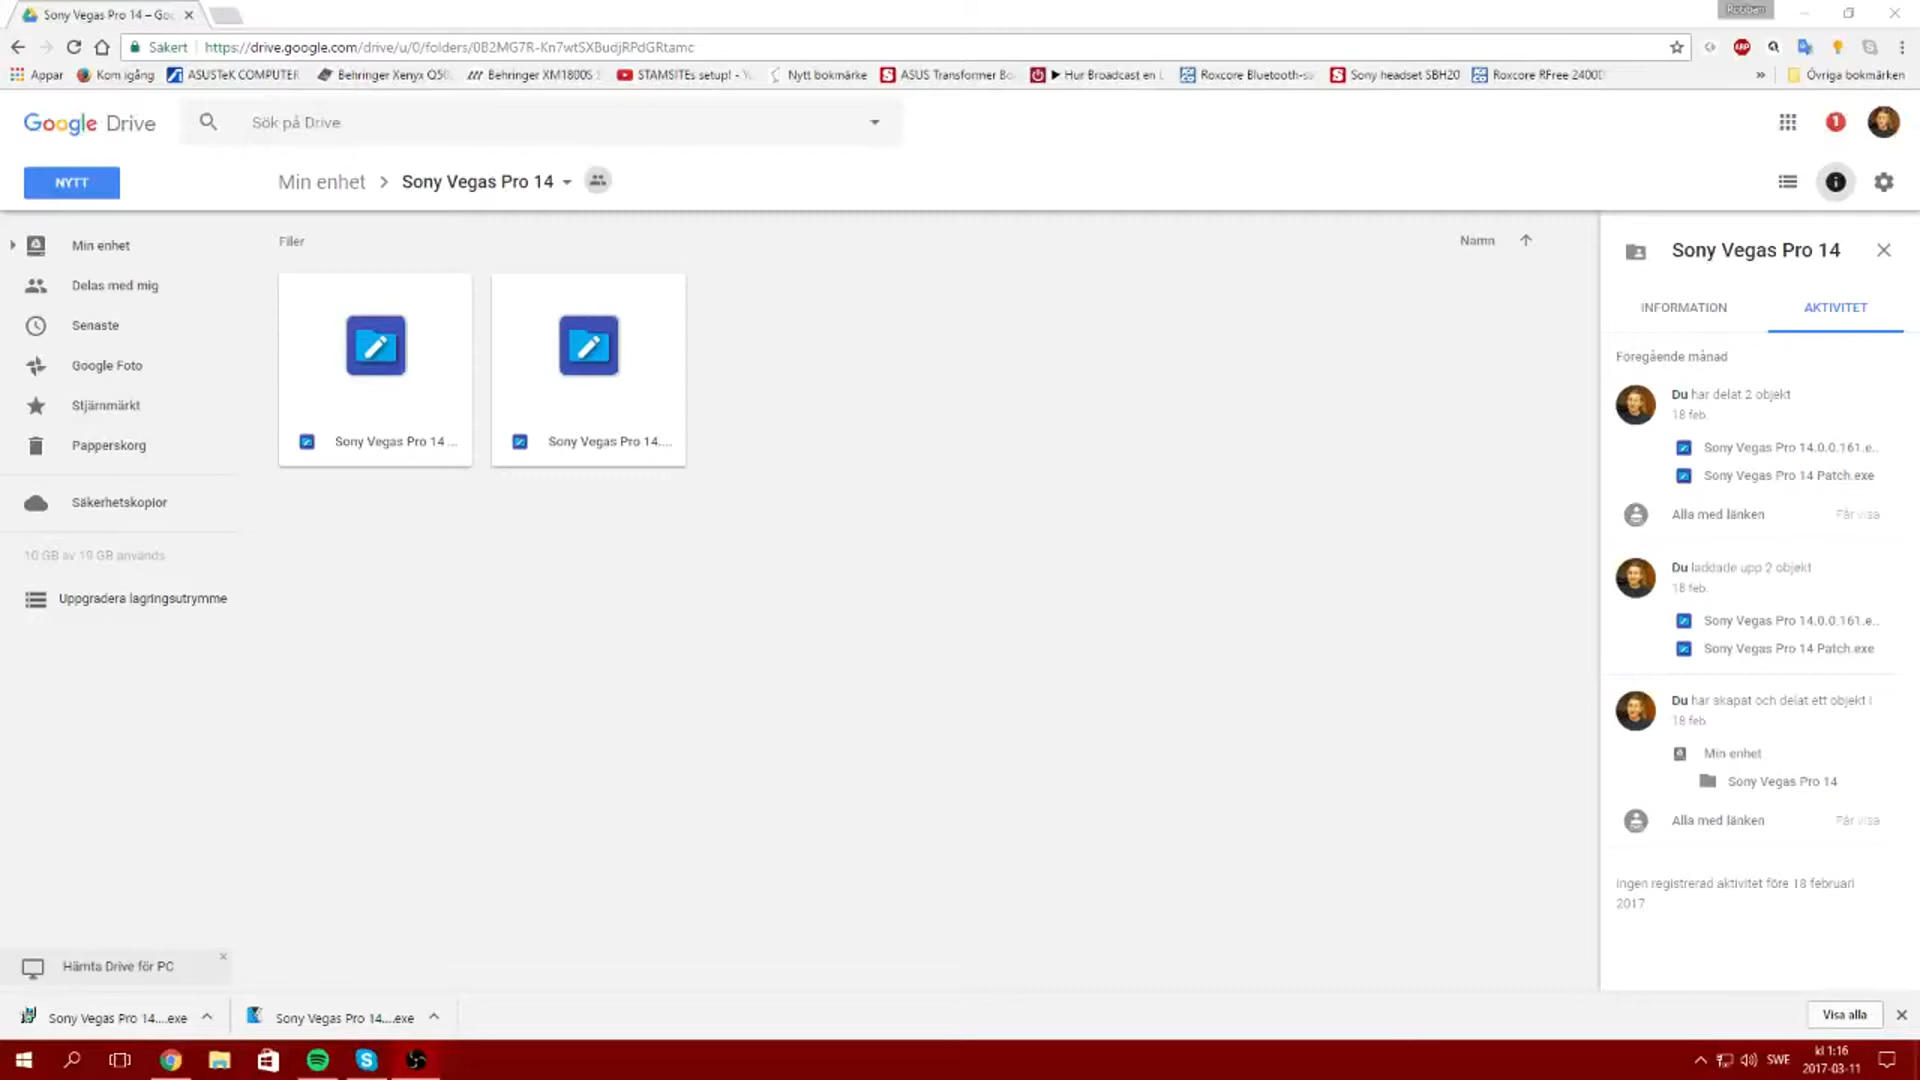 Sony Vegas Pro 14 – Goo
Robben
Säkert
https://drive.google.com/drive/u/0/folders/0B2MG7R-Kn7wtSXBudjRPdGRtamc
ABP
Appar
Kom igång
ASUSTeK COMPUTER
Behringer Xenyx Q50
Behringer XM1800S
STAMSITEs setup! - Y
Nytt bokmärke
ASUS Transformer Bo
Hur Broadcast en L
Roxcore Bluetooth-s
Sony headset SBH20
Roxcore RFree 2400D
»
Övriga bokmärken
Google Drive
Sök på Drive
1
NYTT
Min enhet > Sony Vegas Pro 14
Min enhet
Delas med mig
Senaste
Google Foto
Stjärnmärkt
Papperskorg
Säkerhetskopior
10 GB av 19 GB används
Uppgradera lagringsutrymme
Hämta Drive för PC
Filer
Namn
Sony Vegas Pro 14 ...
Sony Vegas Pro 14....
Sony Vegas Pro 14
INFORMATION
AKTIVITET
Foregående månad
Du har delat 2 objekt
18 feb.
Sony Vegas Pro 14.0.0.161.e..
Sony Vegas Pro 14 Patch.exe
Alla med länken
Får visa
Du laddade upp 2 objekt
18 feb.
Sony Vegas Pro 14.0.0.161.e..
Sony Vegas Pro 14 Patch.exe
Du har skapat och delat ett objekt i
18 feb.
Min enhet
Sony Vegas Pro 14
Alla med länken
Får visa
Ingen registrerad aktivitet före 18 februari
2017
Sony Vegas Pro 14....exe
Sony Vegas Pro 14....exe
Visa alla
SWE
kl 1:16
2017-03-11